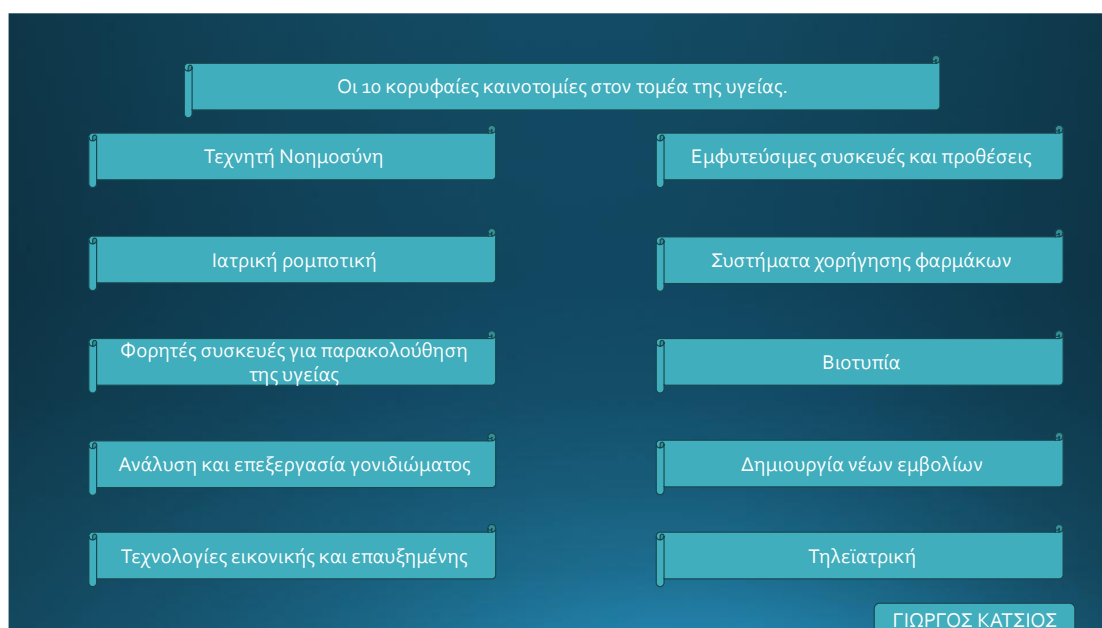 Οι 10 κορυφαίες καινοτομίες στον τομέα της υγείας.
Τεχνητή Νοημοσύνη
Εμφυτεύσιμες συσκευές και προθέσεις
Ιατρική ρομποτική
Συστήματα χορήγησης φαρμάκων
Φορητές συσκευές για παρακολούθηση
της υγείας
Βιοτυπία
Ανάλυση και επεξεργασία γονιδιώματος
Δημιουργία νέων εμβολίων
Τεχνολογίες εικονικής και επαυξημένης
Τηλεϊατρική
ΓΙΩΡΓΟΣ ΚΑΤΣΙΟΣ